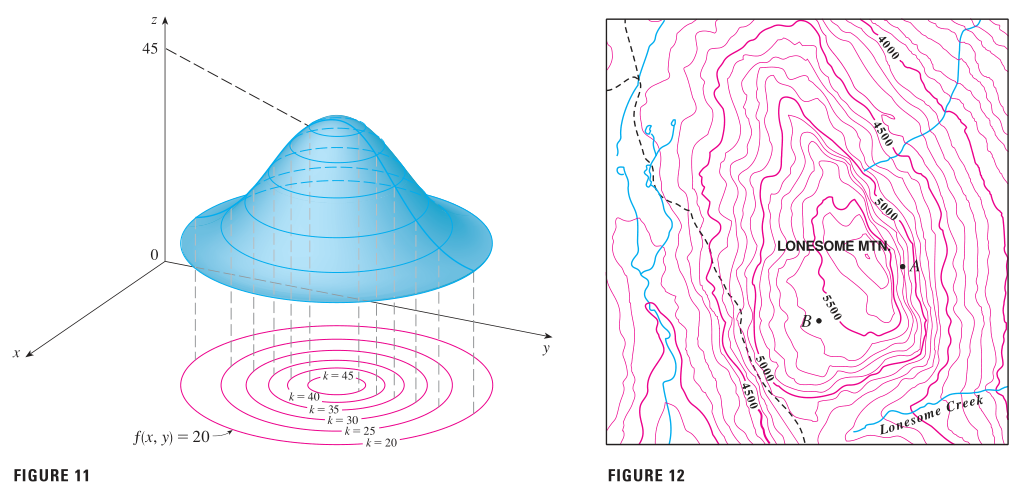 z
45
0
x
y
k = 45
k = 40
k = 35
k = 30
k = 25
k = 20
f(x, y) = 20
FIGURE 11
4000
4500
5000
LONESOME MTN.
A
5500
B
5000
4500
Lonesome Creek
FIGURE 12